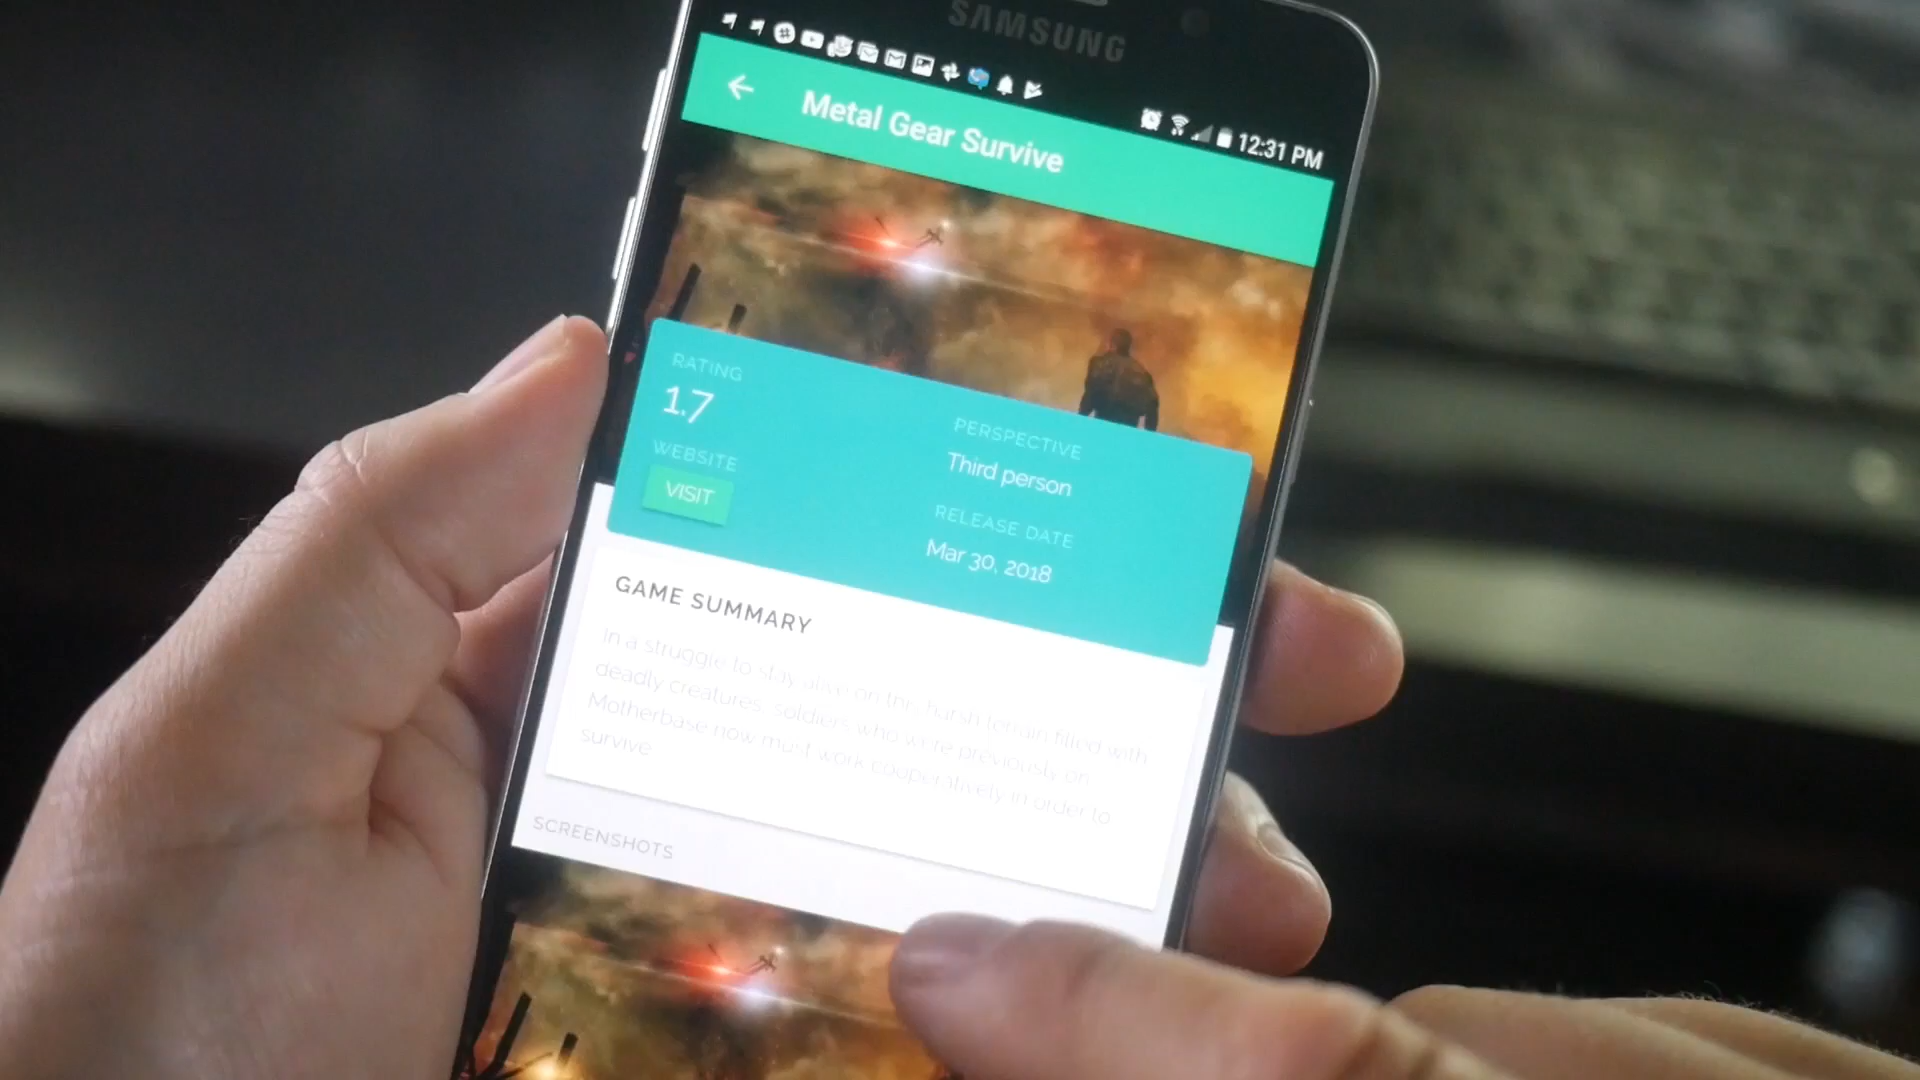 SAMSUNG
12:31 PM
Metal Gear Survive
RATING
1.7
WEBSITE
VISIT
PERSPECTIVE
Third person
RELEASE DATE
Mar 30, 2018
GAME SUMMARY
In a struggle to stay alive on this harsh terrain filled with
deadly creatures, soldiers who were previously on
Motherbase now must work cooperatively in order to
survive
SCREENSHOTS